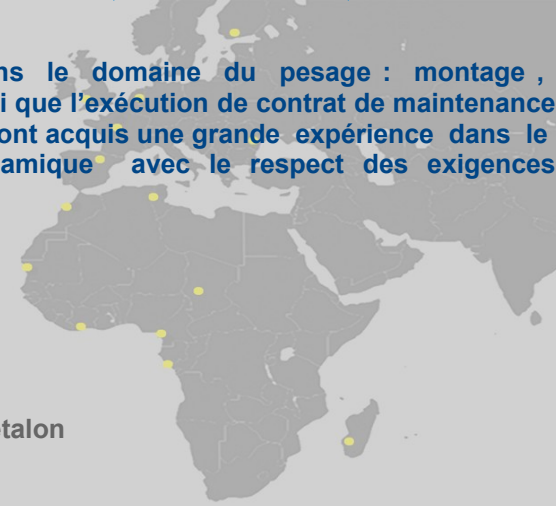 ns le domaine du pesage : montage ,
i que l’exécution de contrat de maintenance
ont acquis une grande expérience dans le
amique avec le respect des exigences
talon